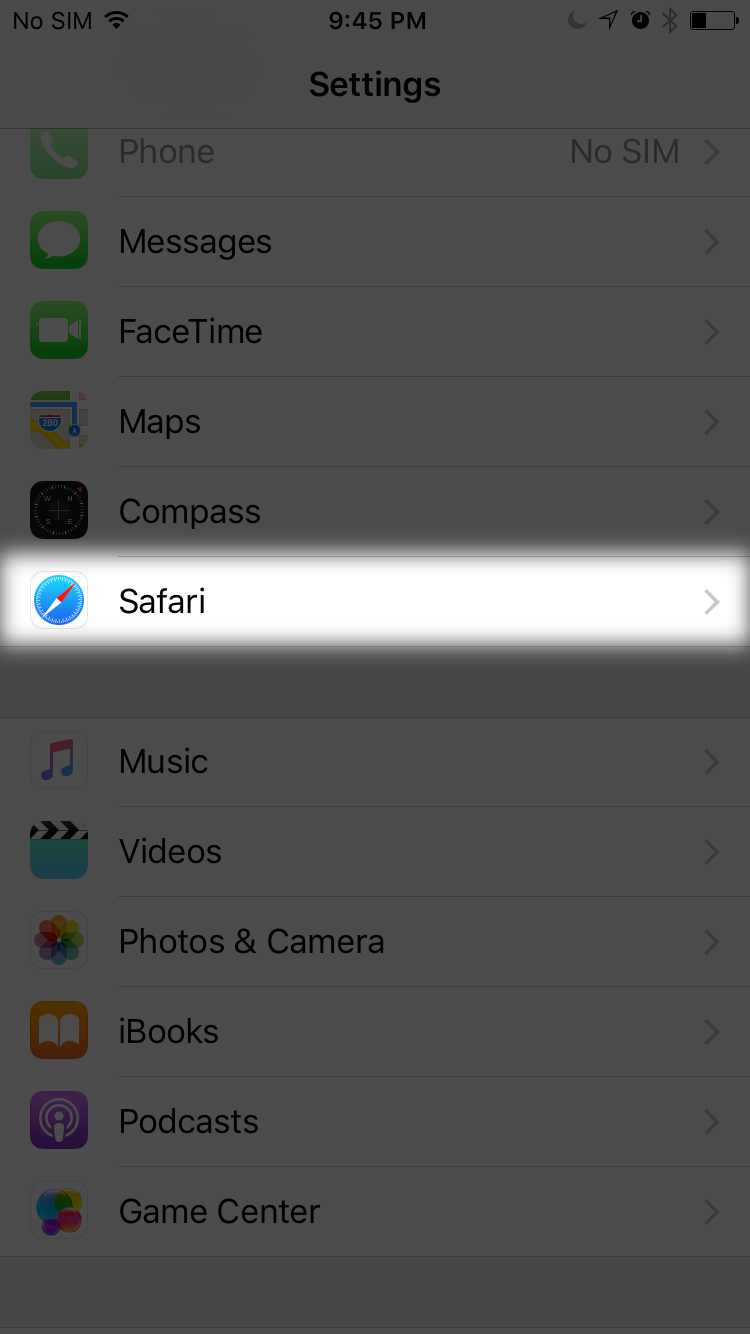 No SIM 9:45 PM
Settings
Phone No SIM
Messages
FaceTime
280
Maps
W N
S E
Compass
Safari
Music
Videos
Photos & Camera
iBooks
Podcasts
Game Center